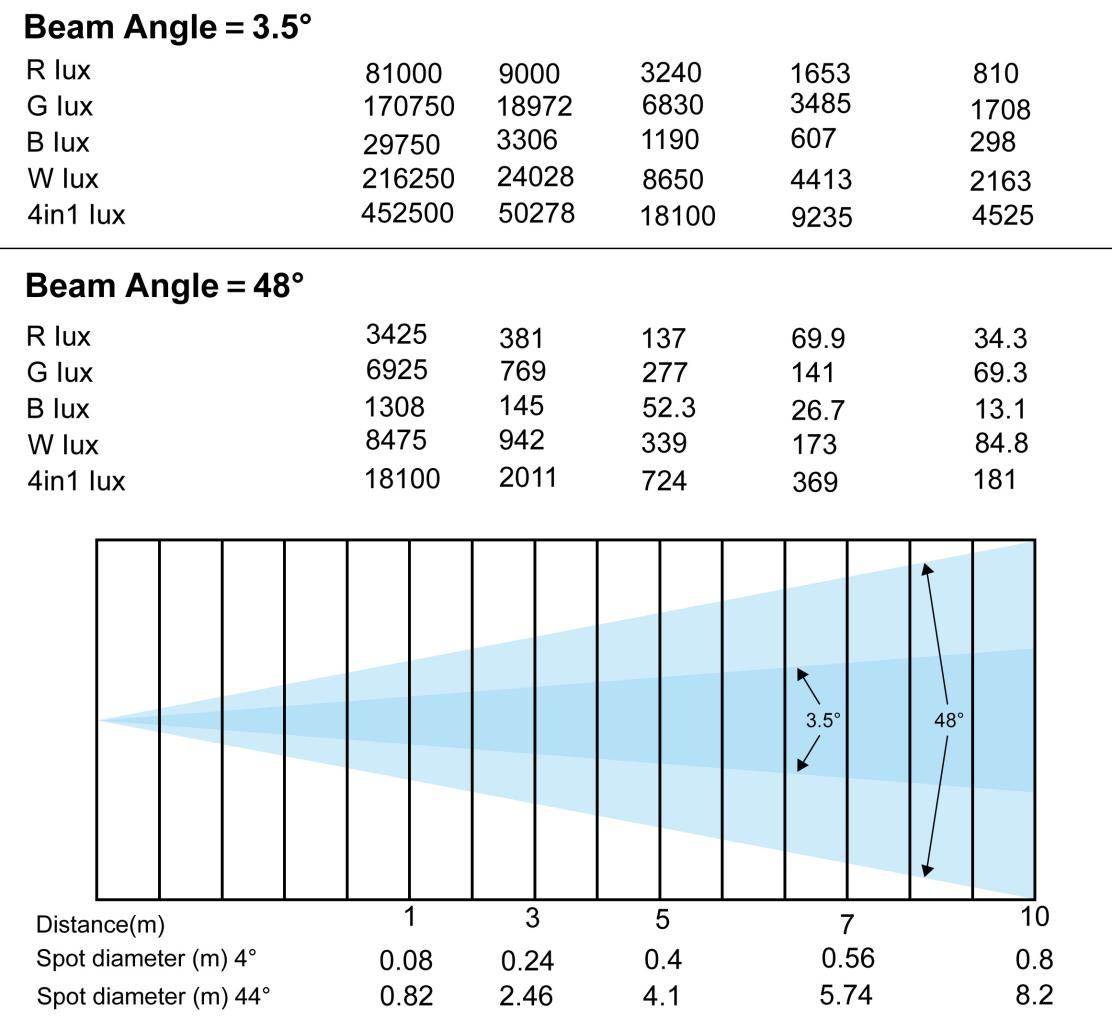 Beam Angle = 3.5°
R lux 81000 9000 3240 1653 810
G lux 170750 18972 6830 3485 1708
B lux 29750 3306 1190 607 298
W lux 216250 24028 8650 4413 2163
4in1 lux 452500 50278 18100 9235 4525
Beam Angle = 48°
R lux 3425 381 137 69.9 34.3
G lux 6925 769 277 141 69.3
B lux 1308 145 52.3 26.7 13.1
W lux 8475 942 339 173 84.8
4in1 lux 18100 2011 724 369 181
3.5° 48°
Distance(m) 1 3 5 7 10
Spot diameter (m) 4° 0.08 0.24 0.4 0.56 0.8
Spot diameter (m) 44° 0.82 2.46 4.1 5.74 8.2